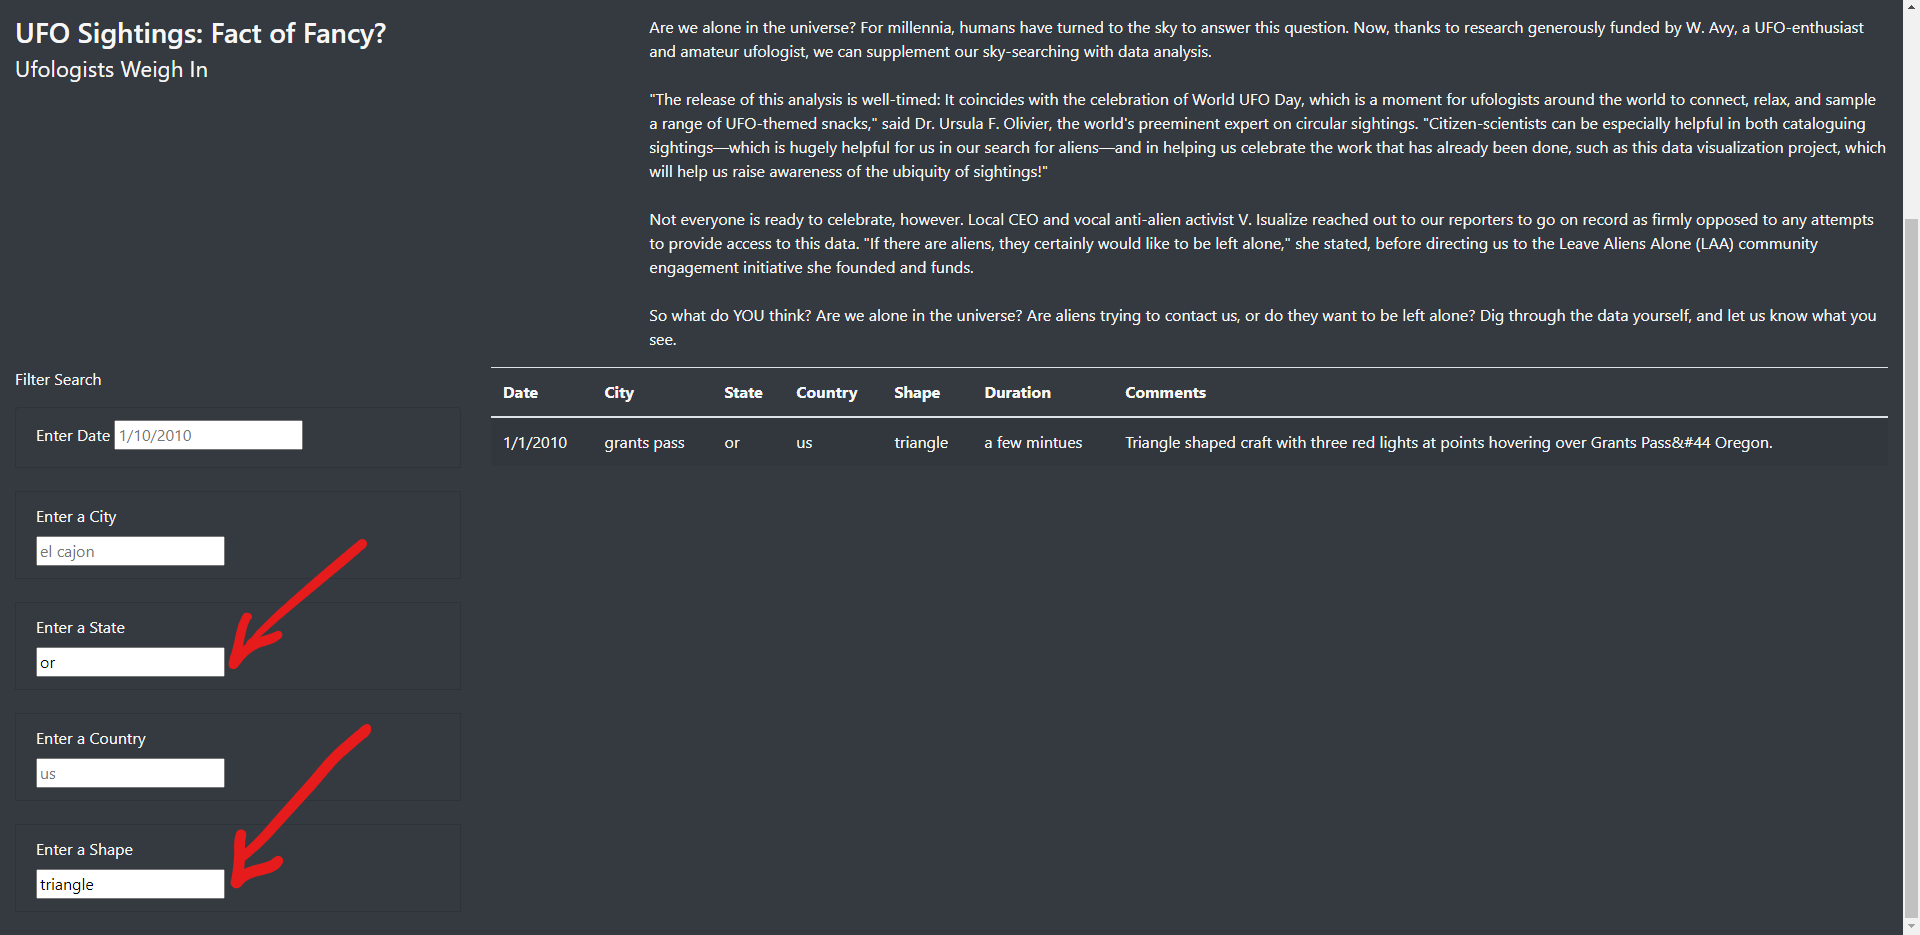 UFO Sightings: Fact of Fancy?
Ufologists Weigh In
Are we alone in the universe? For millennia, humans have turned to the sky to answer this question. Now, thanks to research generously funded by W. Avy, a UFO-enthusiast
and amateur ufologist, we can supplement our sky-searching with data analysis.
"The release of this analysis is well-timed: It coincides with the celebration of World UFO Day, which is a moment for ufologists around the world to connect, relax, and sample
a range of UFO-themed snacks," said Dr. Ursula F. Olivier, the world's preeminent expert on circular sightings. "Citizen-scientists can be especially helpful in both cataloguing
sightings—which is hugely helpful for us in our search for aliens—and in helping us celebrate the work that has already been done, such as this data visualization project, which
will help us raise awareness of the ubiquity of sightings!"
Not everyone is ready to celebrate, however. Local CEO and vocal anti-alien activist V. Isualize reached out to our reporters to go on record as firmly opposed to any attempts
to provide access to this data. "If there are aliens, they certainly would like to be left alone," she stated, before directing us to the Leave Aliens Alone (LAA) community
engagement initiative she founded and funds.
So what do YOU think? Are we alone in the universe? Are aliens trying to contact us, or do they want to be left alone? Dig through the data yourself, and let us know what you
see.
Filter Search
Enter Date 1/10/2010
Enter a City
el cajon
Enter a State
or
Enter a Country
us
Enter a Shape
triangle
Date City State Country Shape Duration Comments
1/1/2010 grants pass or us triangle a few mintues Triangle shaped craft with three red lights at points hovering over Grants Pass&#44 Oregon.